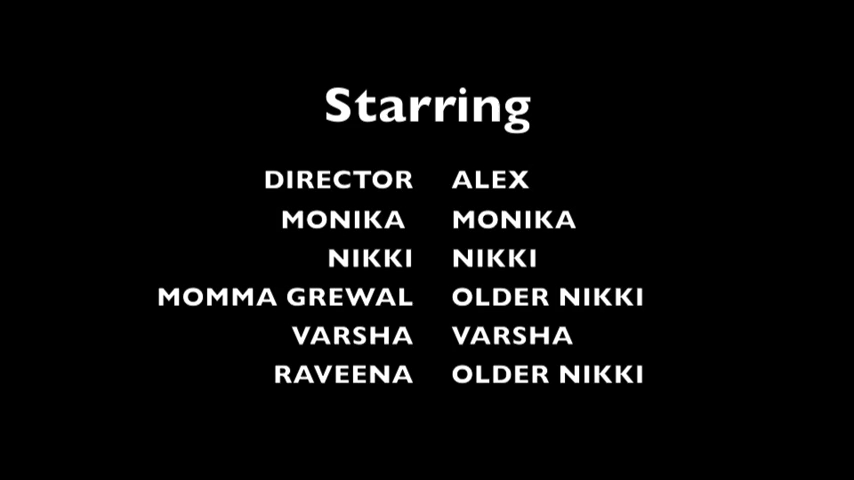 Starring
DIRECTOR ALEX
MONIKA MONIKA
NIKKI NIKKI
MOMMA GREWAL OLDER NIKKI
VARSHA VARSHA
RAVEENA OLDER NIKKI